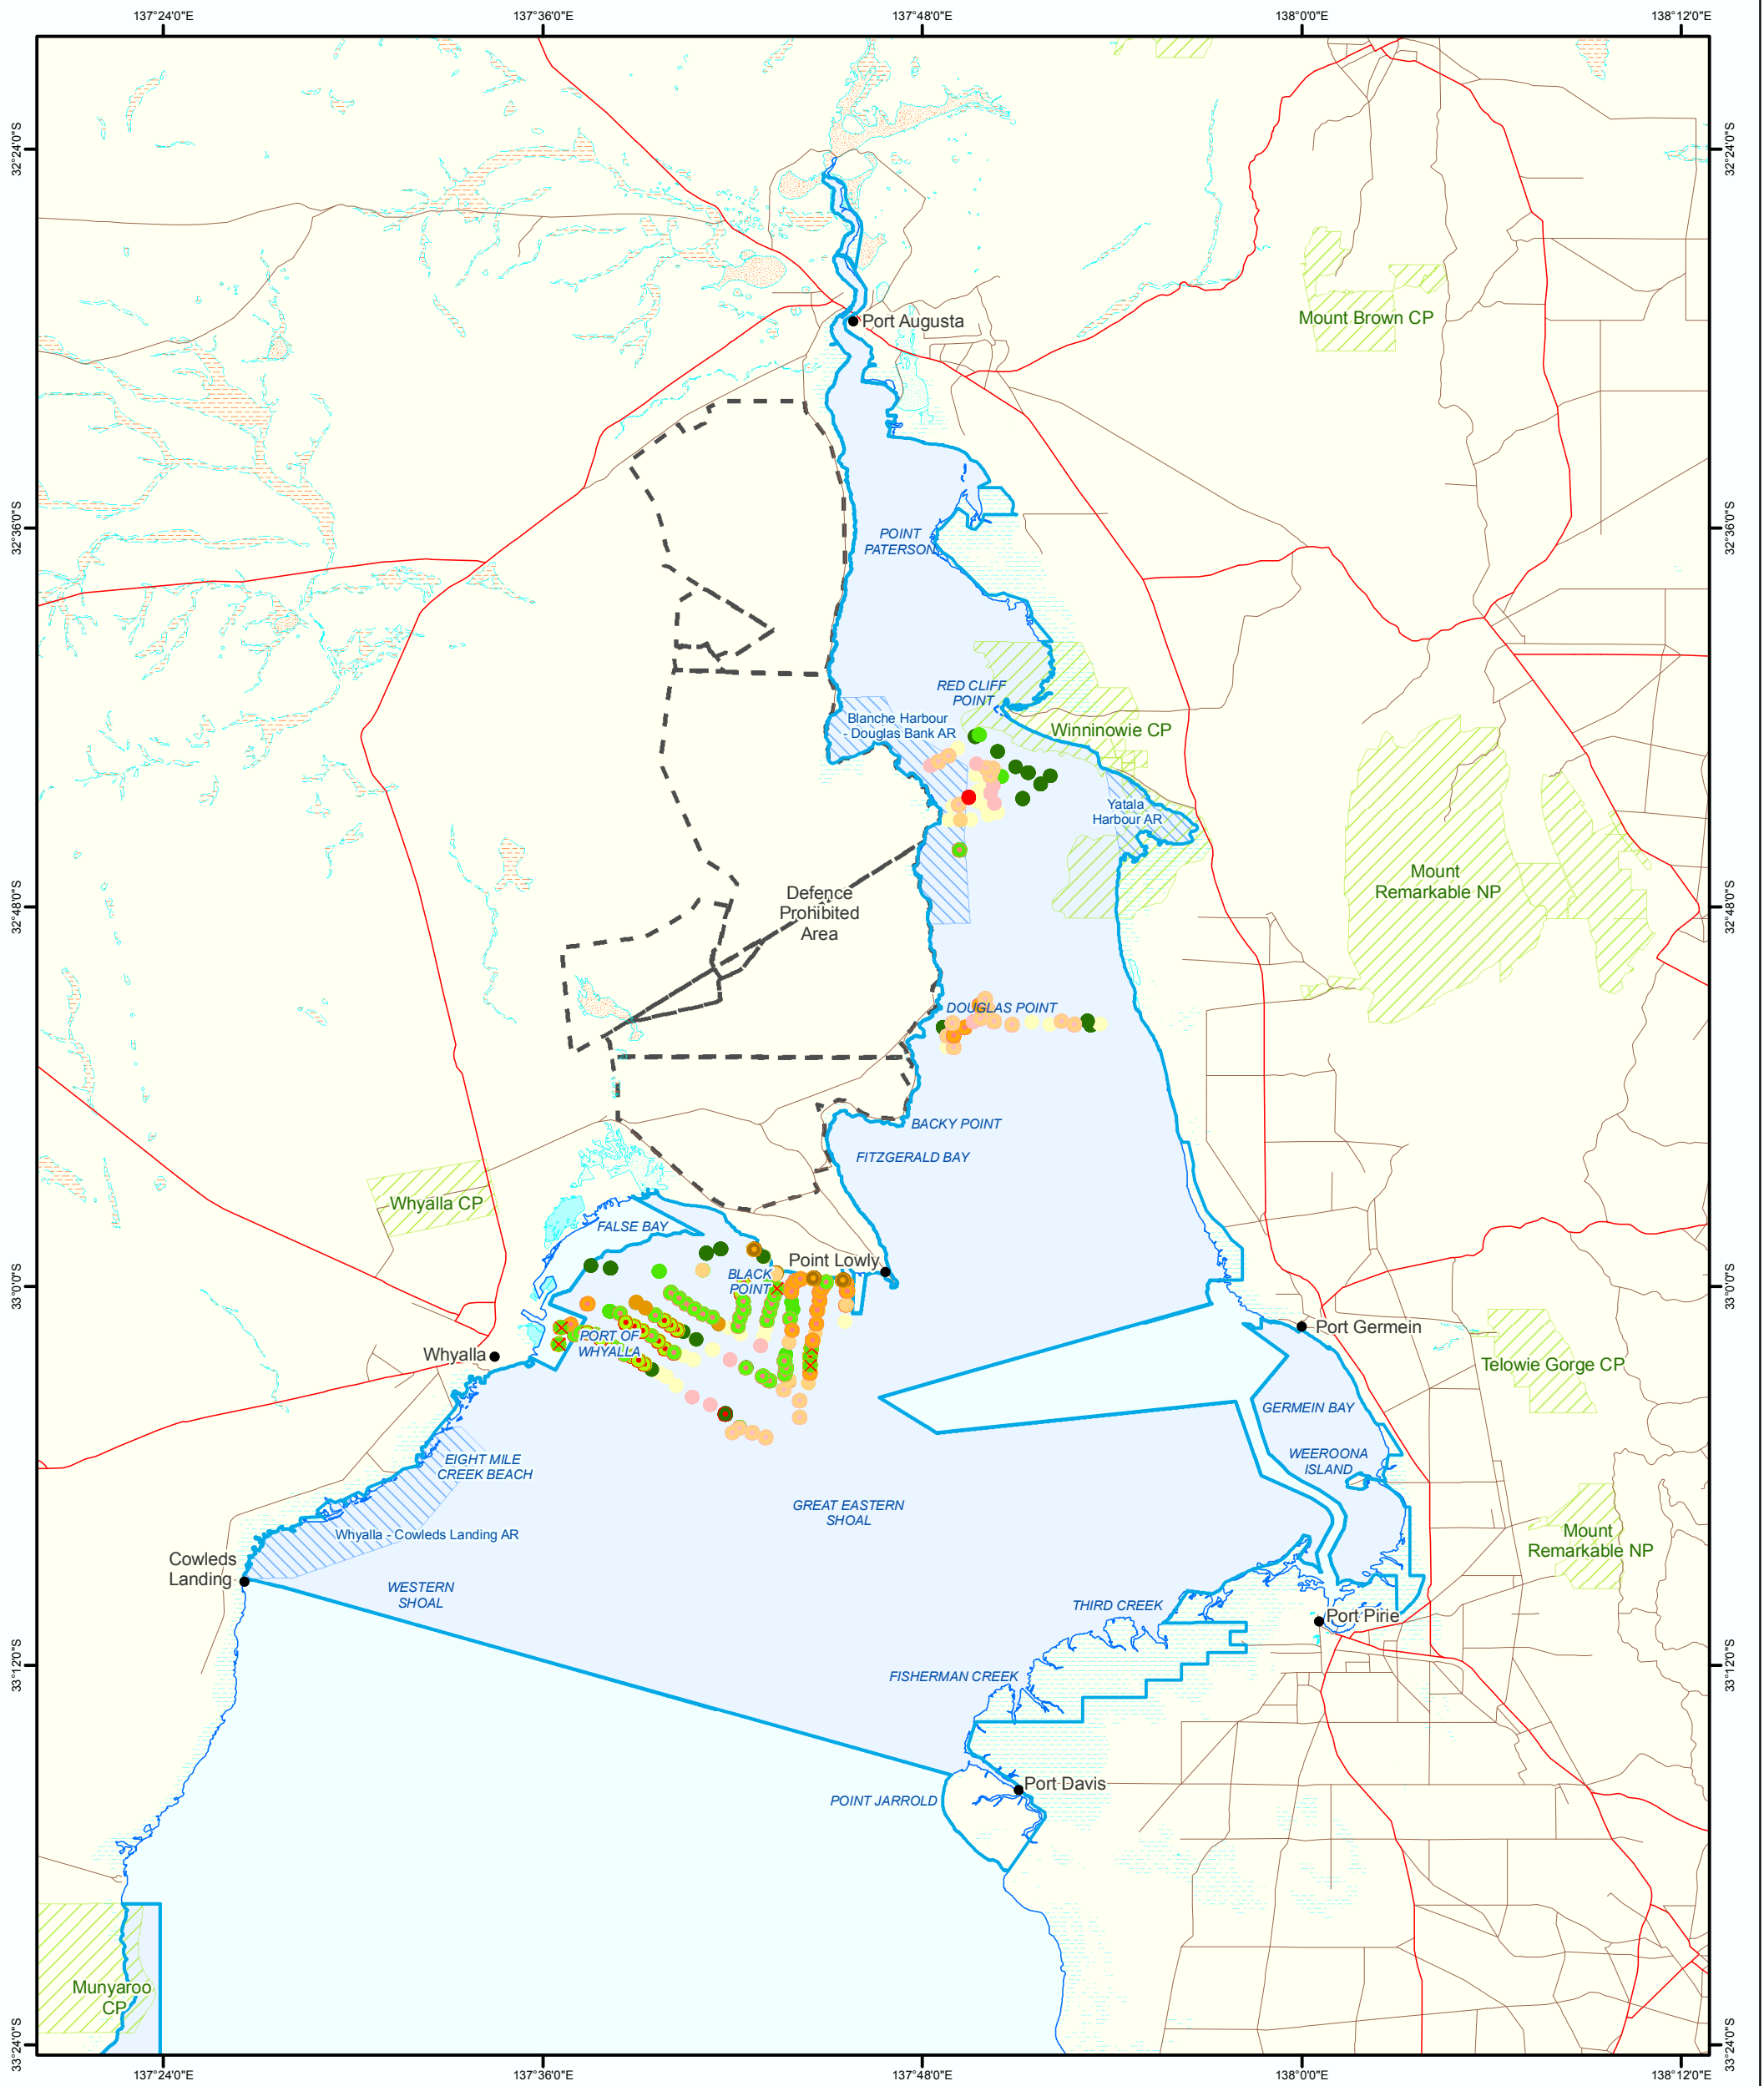 137°24'0"E
137°36'0"E
137°48'0"E
138°0'0"E
138°12'0"E
32°24'0"S
32°24'0"S
Mount Brown CP
Port Augusta
32°36'0"S
32°36'0"S
POINT
PATERSON
RED CLIFF
POINT
Blanche Harbour
- Douglas Bank AR
Winninowie CP
Yatala
Harbour AR
Mount
Remarkable NP
Defence
Prohibited
Area
32°48'0"S
32°48'0"S
DOUGLAS POINT
BACKY POINT
FITZGERALD BAY
Whyalla CP
FALSE BAY
Point Lowly
BLACK
POINT
33°0'0"S
33°0'0"S
Port Germein
PORT OF
WHYALLA
Whyalla
Telowie Gorge CP
GERMEIN BAY
WEEROONA
ISLAND
EIGHT MILE
CREEK BEACH
GREAT EASTERN
SHOAL
Whyalla - Cowleds Landing AR
Mount
Remarkable NP
Cowleds
Landing
WESTERN
SHOAL
THIRD CREEK
Port Pirie
FISHERMAN CREEK
33°12'0"S
33°12'0"S
Port Davis
POINT JARROLD
Munyaroo
CP
33°24'0"S
33°24'0"S
137°24'0"E
137°36'0"E
137°48'0"E
138°0'0"E
138°12'0"E